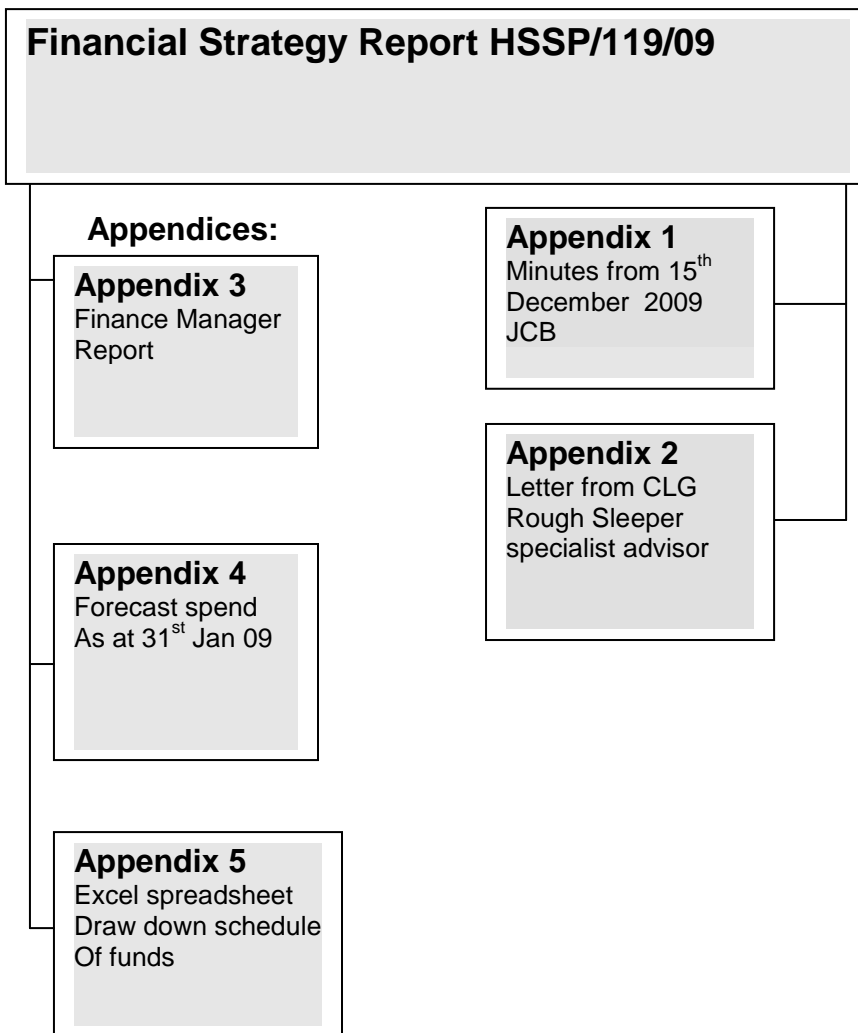 Financial Strategy Report HSSP/119/09
Appendices:
Appendix 3
Finance Manager
Report
Appendix 1
Minutes from 15th
December 2009
JCB
Appendix 2
Letter from CLG
Rough Sleeper
specialist advisor
Appendix 4
Forecast spend
As at 31st Jan 09
Appendix 5
Excel spreadsheet
Draw down schedule
Of funds